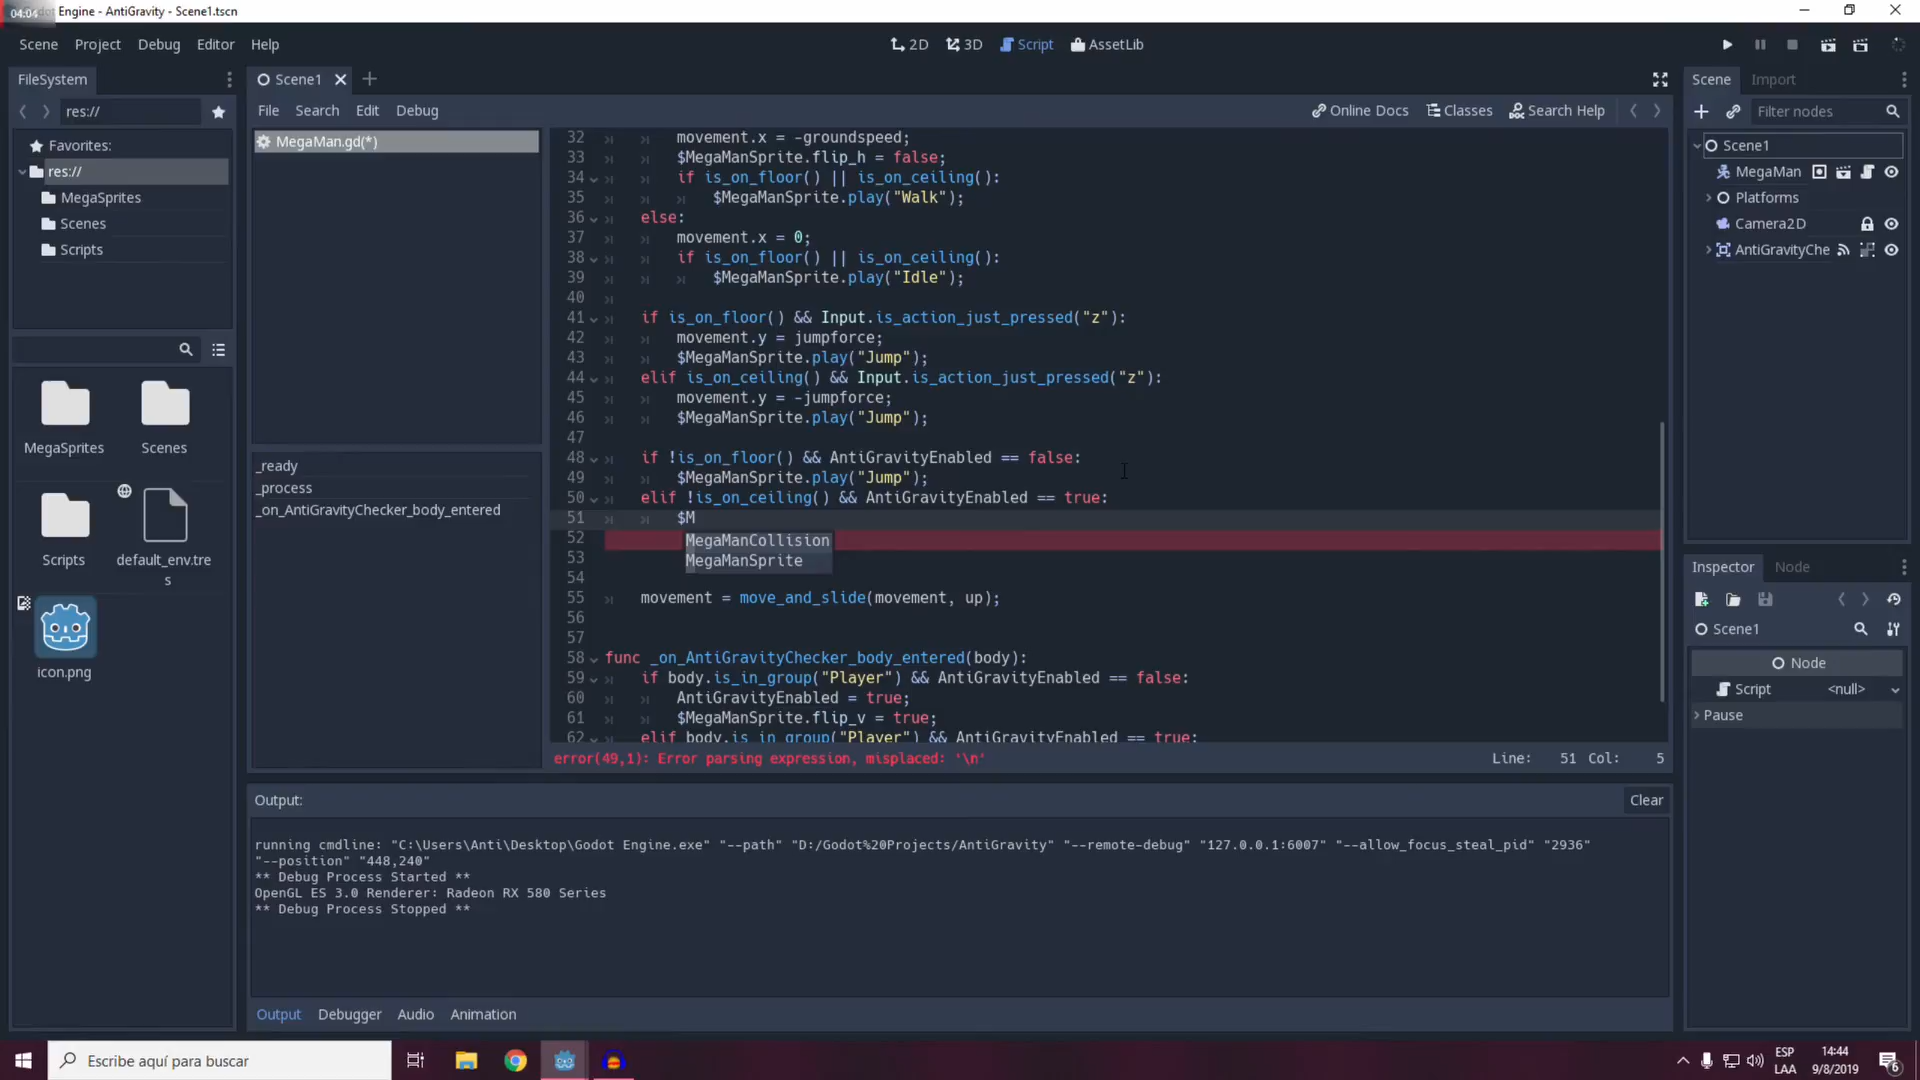 04:04
Engine - AntiGravity - Scene1.tscn
Scene Project Debug Editor Help
2D 3D Script AssetLib
FileSystem
Scene1
Scene Import
res://
File Search Edit Debug
Online Docs Classes Search Help
Filter nodes
Favorites:
res://
MegaSprites
Scenes
Scripts
MegaMan.gd(*)
Scene1
MegaMan
Platforms
Camera2D
AntiGravityChe
32 movement.x = -groundspeed;
33 $MegaManSprite.flip_h = false;
34 if is_on_floor() || is_on_ceiling():
35 $MegaManSprite.play("Walk");
36 else:
37 movement.x = 0;
38 if is_on_floor() || is_on_ceiling():
39 $MegaManSprite.play("Idle");
40
41 if is_on_floor() && Input.is_action_just_pressed("z"):
42 movement.y = jumpforce;
43 $MegaManSprite.play("Jump");
44 elif is_on_ceiling() && Input.is_action_just_pressed("z"):
45 movement.y = -jumpforce;
46 $MegaManSprite.play("Jump");
47
48 if !is_on_floor() && AntiGravityEnabled == false:
49 $MegaManSprite.play("Jump");
50 elif !is_on_ceiling() && AntiGravityEnabled == true:
51 $M
52 MegaManCollision
53 MegaManSprite
54
55 movement = move_and_slide(movement, up);
56
57
58 func _on_AntiGravityChecker_body_entered(body):
59 if body.is_in_group("Player") && AntiGravityEnabled == false:
60 AntiGravityEnabled = true;
61 $MegaManSprite.flip_v = true;
62 elif body.is_in_group("Player") && AntiGravityEnabled == true:
error(49,1): Error parsing expression, misplaced: '\n'
Line: 51 Col: 5
MegaSprites
Scenes
Scripts
default_env.tre
s
icon.png
_ready
_process
_on_AntiGravityChecker_body_entered
Inspector Node
Scene1
Node
Script <null>
Pause
Output:
Clear
running cmdline: "C:\Users\Anti\Desktop\Godot Engine.exe" "--path" "D:/Godot%20Projects/AntiGravity" "--remote-debug" "127.0.0.1:6007" "--allow_focus_steal_pid" "2936"
"--position" "448,240"
** Debug Process Started **
OpenGL ES 3.0 Renderer: Radeon RX 580 Series
** Debug Process Stopped **
Output Debugger Audio Animation
Escribe aquí para buscar
ESP
LAA
14:44
9/8/2019
6